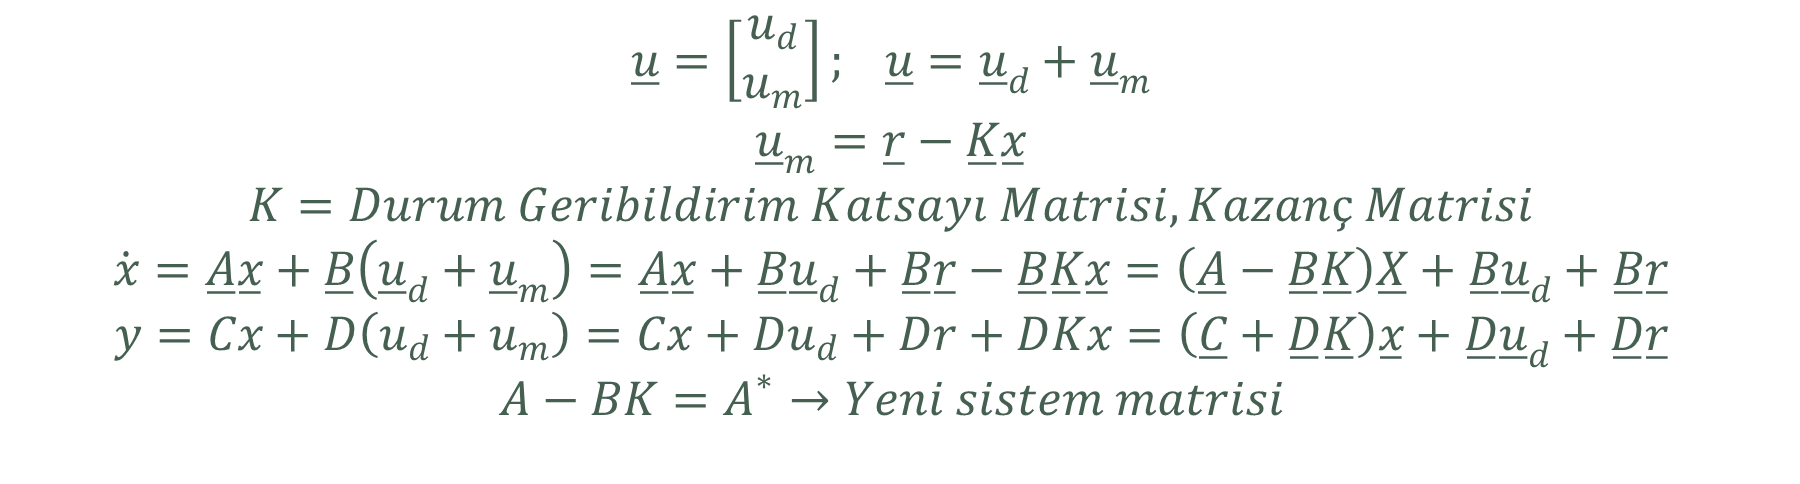 u = [u_d u_m] ; u = u_d + u_m
u_m = r − Kx
K = Durum Geribildirim Katsayı Matrisi, Kazanç Matrisi
ẋ = Ax + B(u_d + u_m) = Ax + Bu_d + Br − BKx = (A − BK)X + Bu_d + Br
y = Cx + D(u_d + u_m) = Cx + Du_d + Dr + DKx = (C + DK)x + Du_d + Dr
A − BK = A* → Yeni sistem matrisi